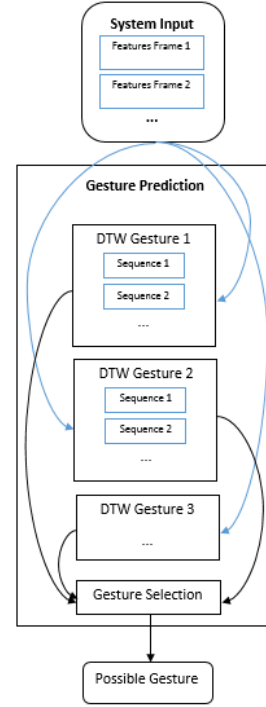 System Input
Features Frame 1
Features Frame 2
...
Gesture Prediction
DTW Gesture 1
Sequence 1
Sequence 2
...
DTW Gesture 2
Sequence 1
Sequence 2
...
DTW Gesture 3
...
Gesture Selection
Possible Gesture